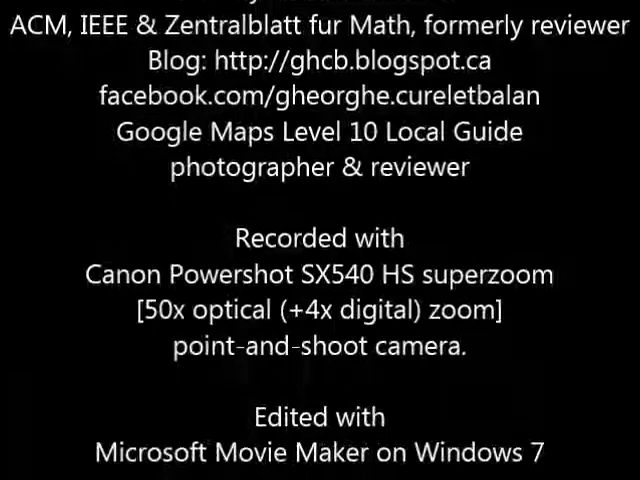 ACM, IEEE & Zentralblatt fur Math, formerly reviewer
Blog: http://ghcb.blogspot.ca
facebook.com/gheorghe.cureletbalan
Google Maps Level 10 Local Guide
photographer & reviewer
Recorded with
Canon Powershot SX540 HS superzoom
[50x optical (+4x digital) zoom]
point-and-shoot camera.
Edited with
Microsoft Movie Maker on Windows 7